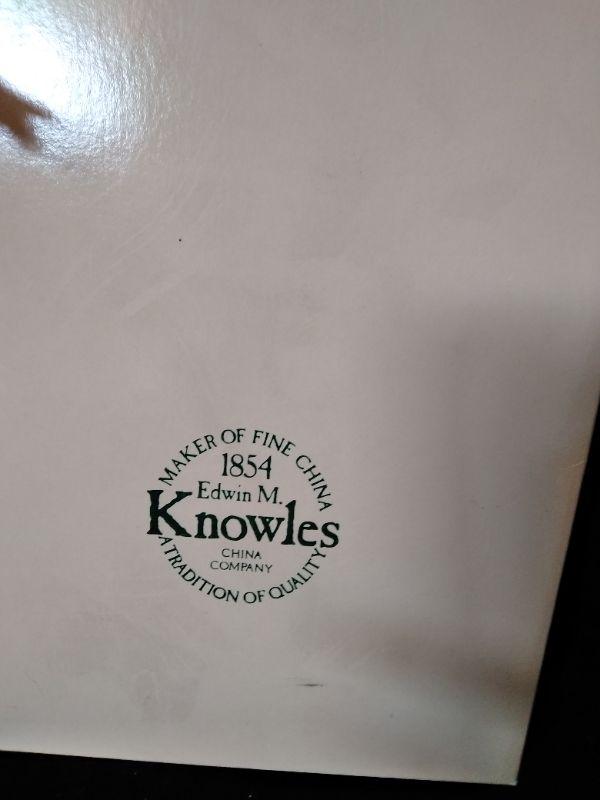 MAKER OF FINE CHINA
1854
Edwin M.
Knowles
CHINA
COMPANY
A TRADITION OF QUALITY